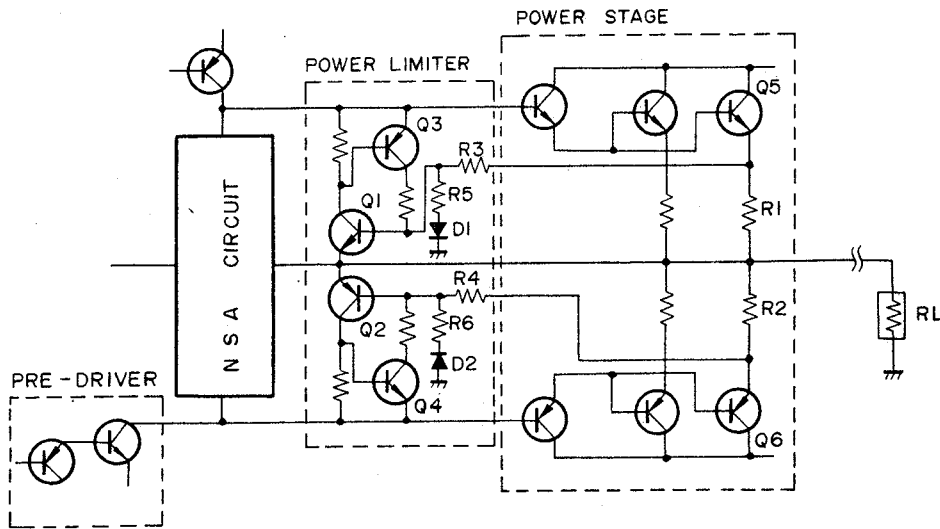 POWER STAGE
POWER LIMITER
Q3
Q5
R3
R5
Q1
D1
R1
N S A CIRCUIT
R4
R2
R6
Q2
D2
RL
PRE-DRIVER
Q4
Q6